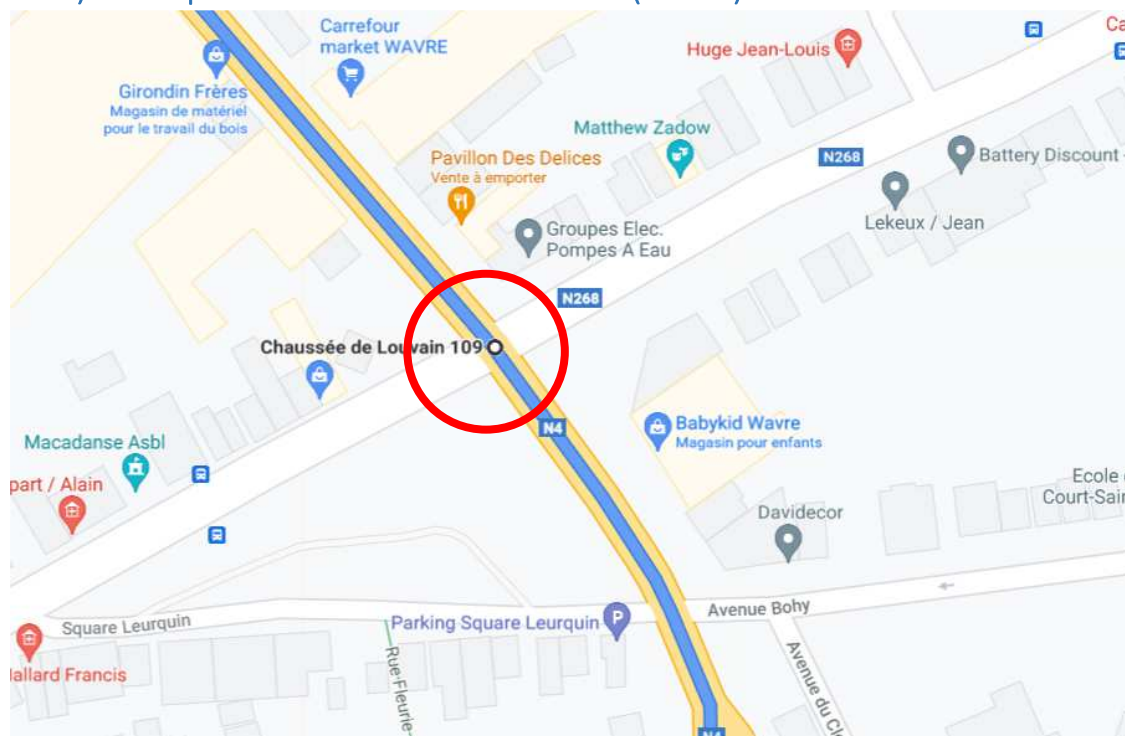 Carrefour
market WAVRE
Girondin Frères
Magasin de matériel
pour le travail du bois
Huge Jean-Louis
Ca
Matthew Zadow
N268
Battery Discount -
Pavillon Des Delices
Vente à emporter
Lekeux / Jean
Groupes Elec.
Pompes A Eau
N268
Chaussée de Louvain 109
N4
Babykid Wavre
Magasin pour enfants
Macadanse Asbl
part / Alain
Ecole
Court-Sain
Davidecor
P
Avenue Bohy
Parking Square Leurquin
Square Leurquin
Rue-Fleurie-
Avenue du Cl
allard Francis
N4